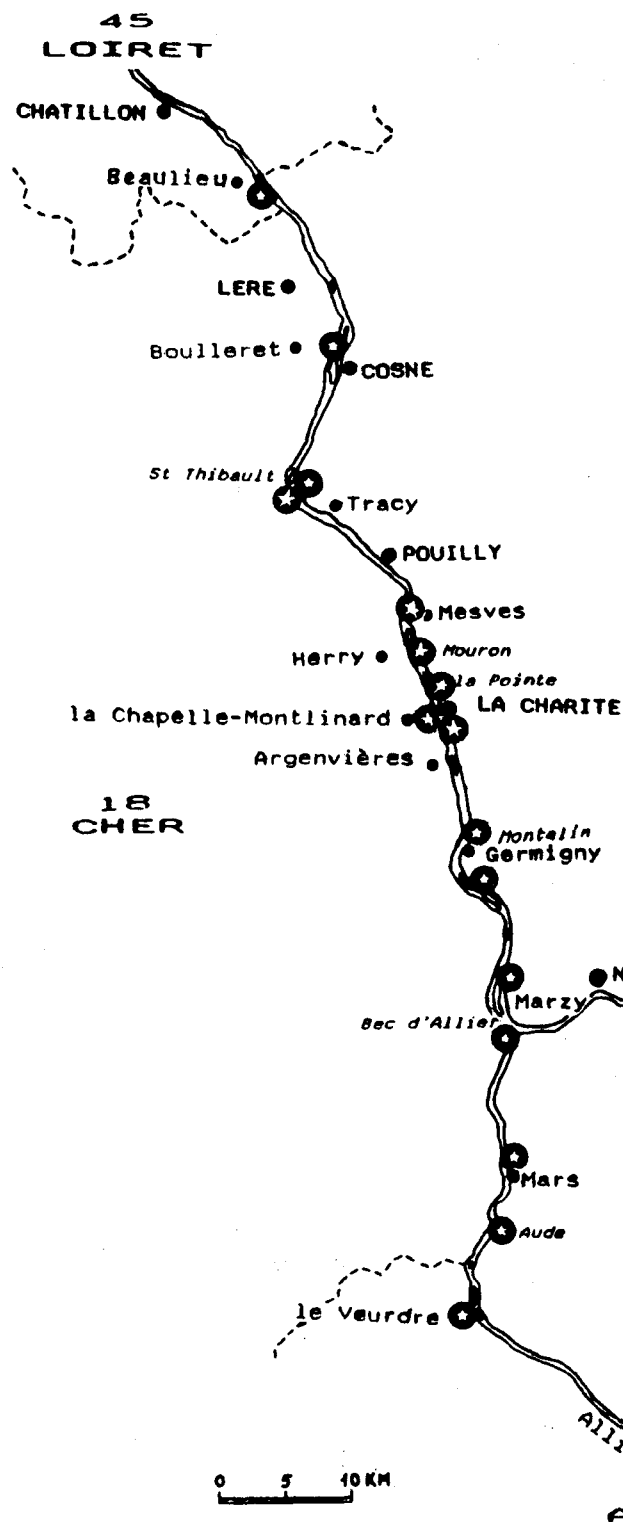 45
LOIRET
CHATILLON
Beaulieu
LERE
Boulleret
COSNE
St Thibault
Tracy
POUILLY
Mesves
Herry
Mouron
la Pointe
la Chapelle-Montlinard
LA CHARITE
Argenvières
18
CHER
Montalin
Germigny
N
Marzy
Bec d'Allier
Mars
Aude
le Veurdre
Alli
0 5 10 KM
A